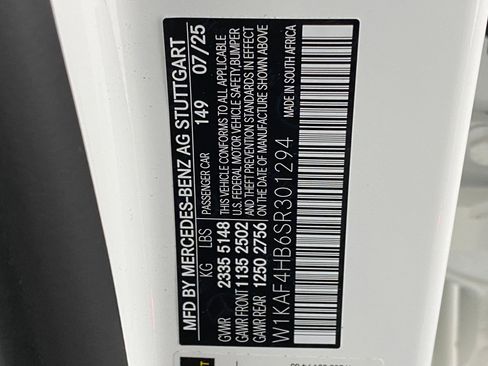 MFD BY MERCEDES-BENZ AG STUTTGART
PASSENGER CAR 149 07/25
KG LBS
GVWR 2335 5148
GAWR FRONT 1135 2502
GAWR REAR 1250 2756
THIS VEHICLE CONFORMS TO ALL APPLICABLE
U.S. FEDERAL MOTOR VEHICLE SAFETY, BUMPER
AND THEFT PREVENTION STANDARDS IN EFFECT
ON THE DATE OF MANUFACTURE SHOWN ABOVE
W1KAF4HB6SR301294
MADE IN SOUTH AFRICA